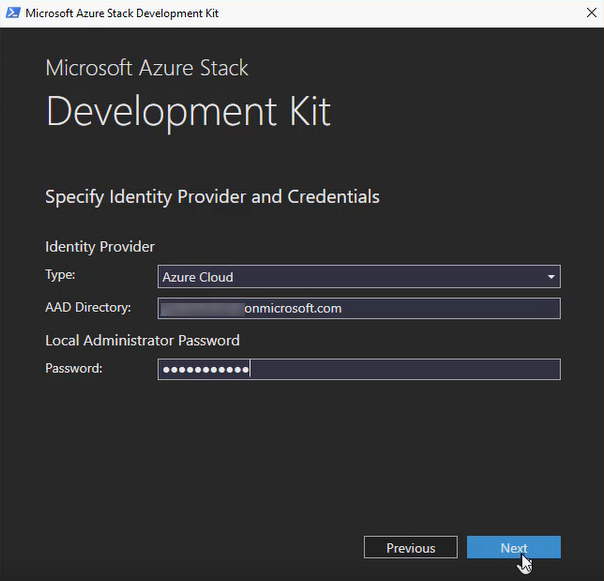 Microsoft Azure Stack Development Kit
Microsoft Azure Stack
Development Kit
Specify Identity Provider and Credentials
Identity Provider
Type: Azure Cloud
AAD Directory: onmicrosoft.com
Local Administrator Password
Password: ●●●●●●●●●●●
Previous Next